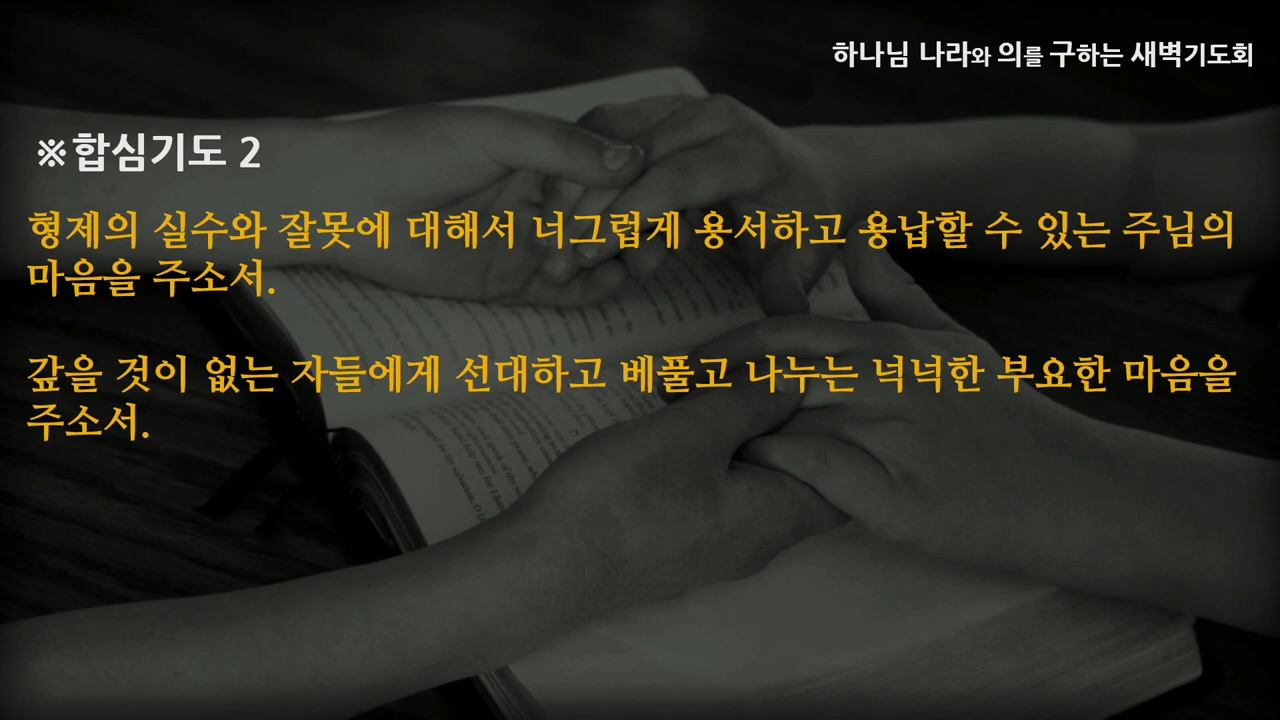 하나님 나라와 의를 구하는 새벽기도회
※합심기도 2
형제의 실수와 잘못에 대해서 너그럽게 용서하고 용납할 수 있는 주님의
마음을 주소서.
갚을 것이 없는 자들에게 선대하고 베풀고 나누는 넉넉한 부요한 마음을
주소서.